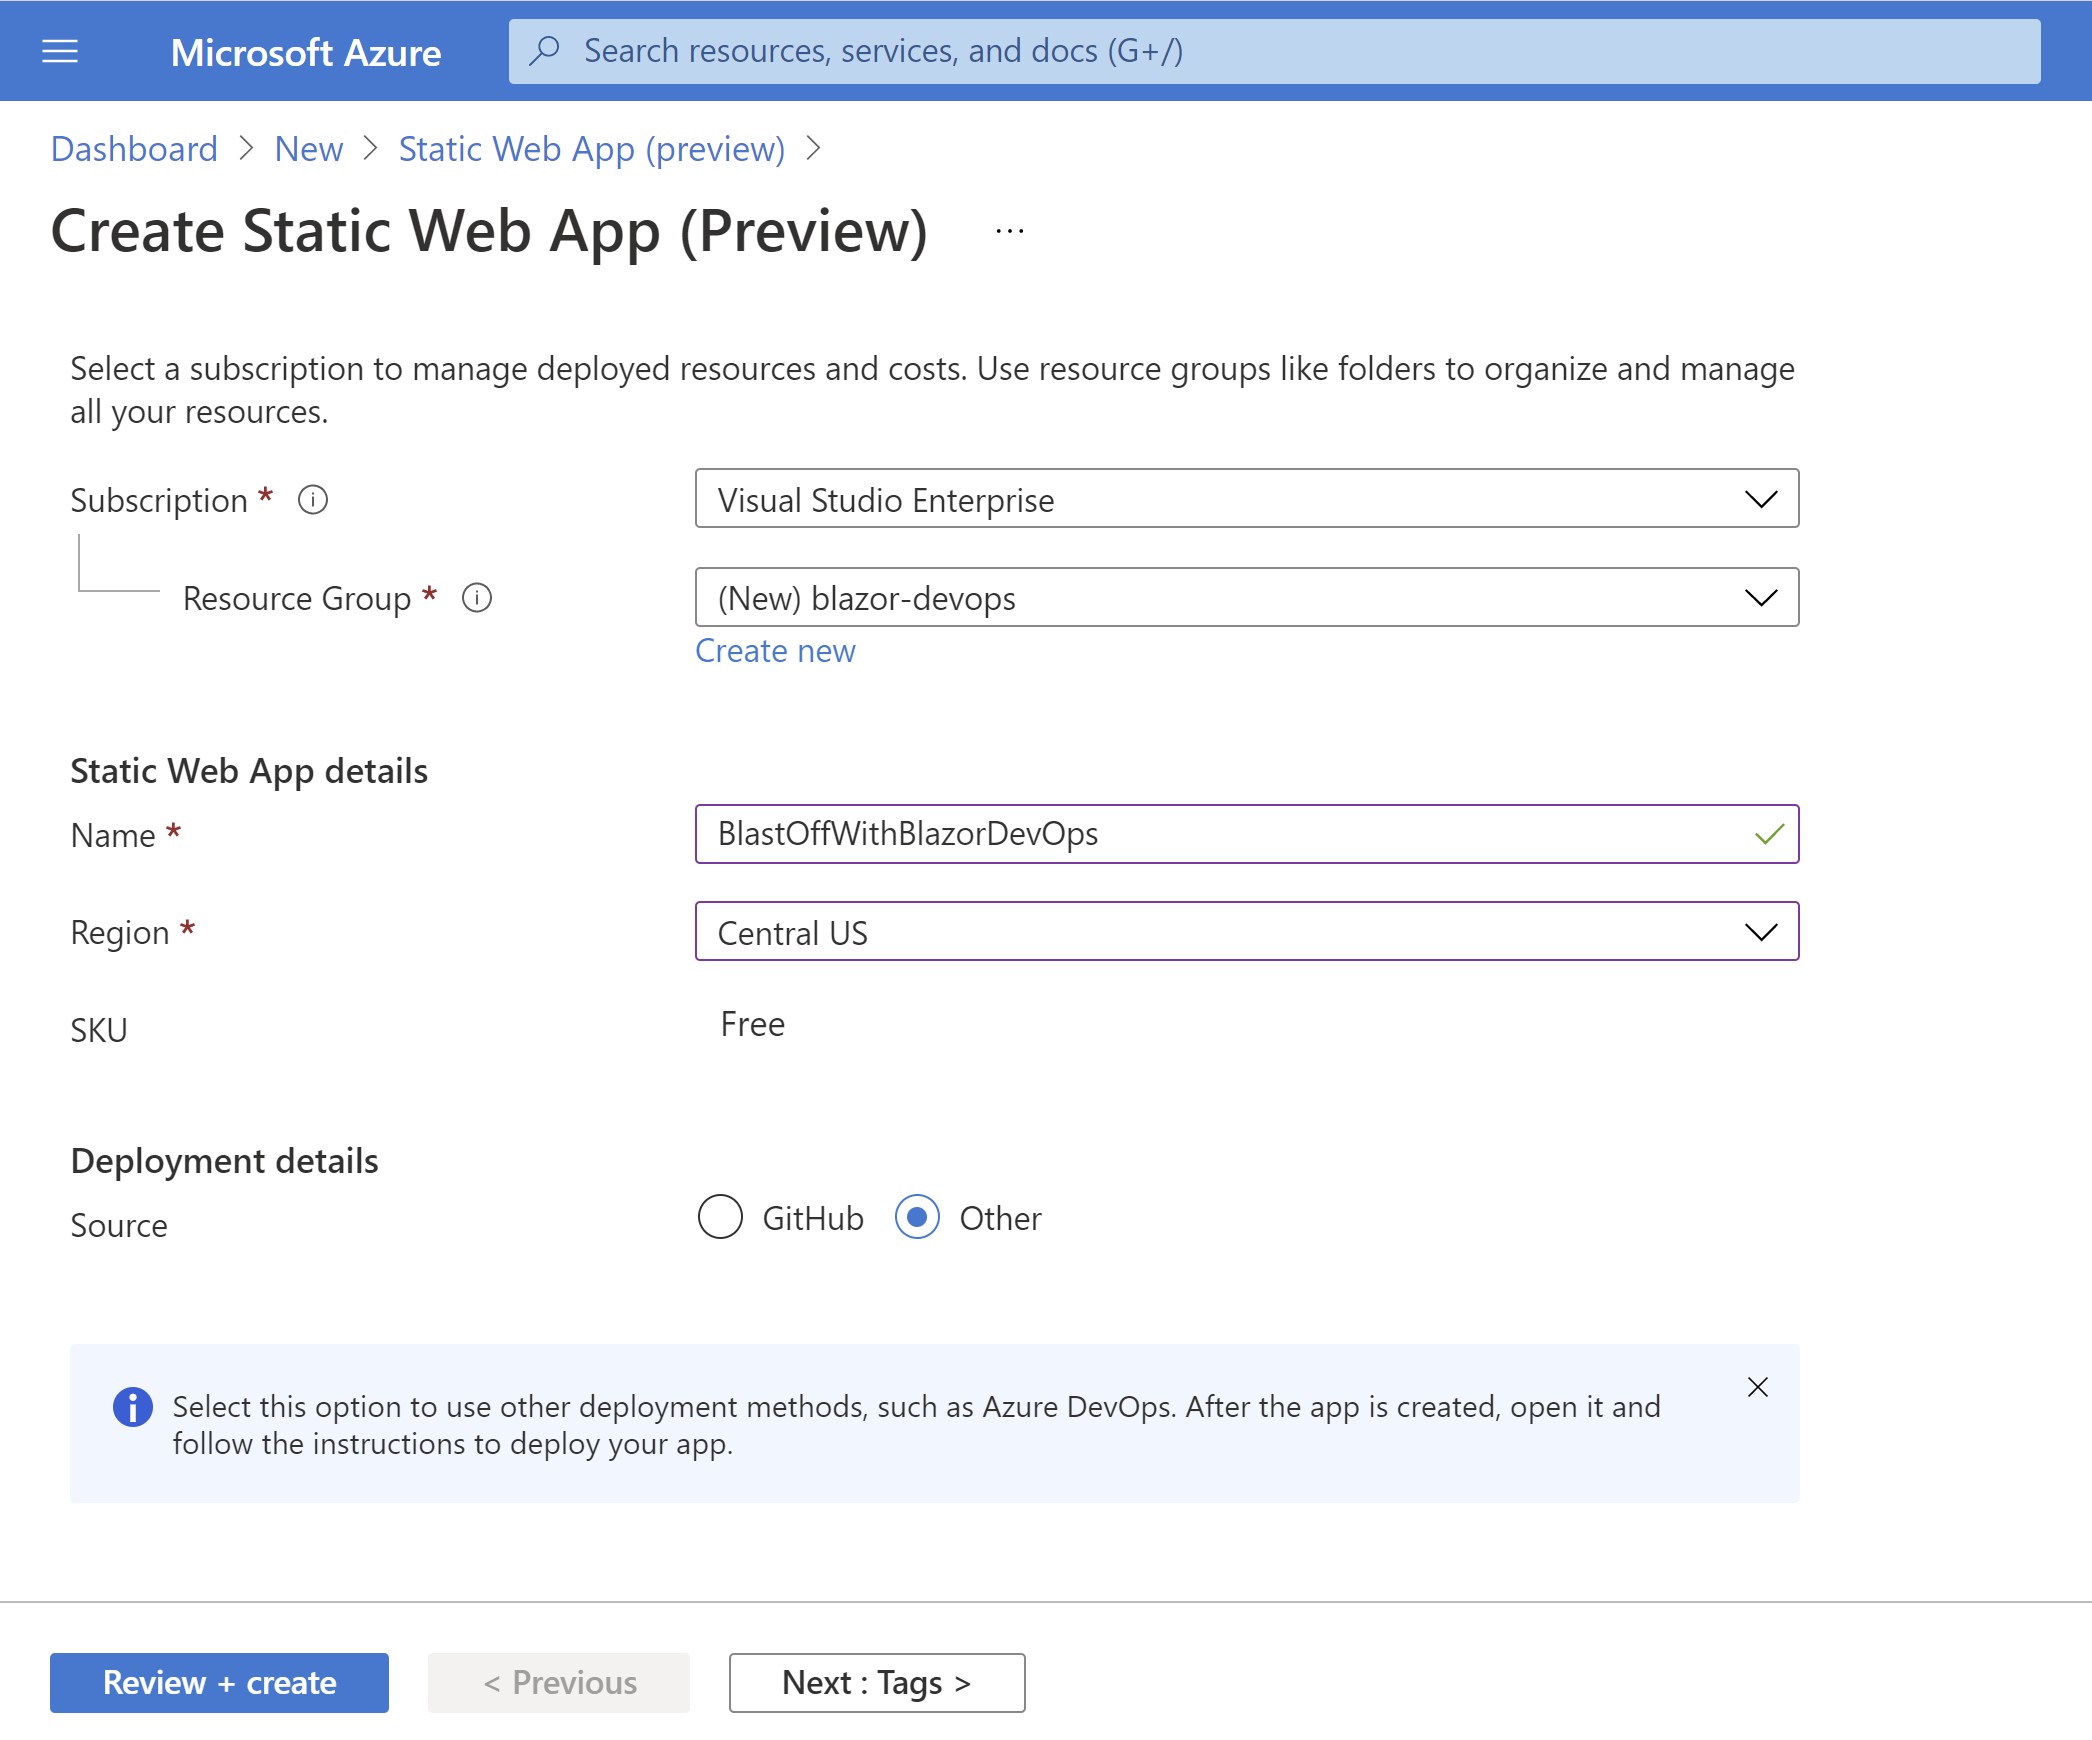 Microsoft Azure
Search resources, services, and docs (G+/)
Dashboard > New > Static Web App (preview) >
Create Static Web App (Preview) ...
Select a subscription to manage deployed resources and costs. Use resource groups like folders to organize and manage
all your resources.
Subscription *
Visual Studio Enterprise
Resource Group *
(New) blazor-devops
Create new
Static Web App details
Name *
BlastOffWithBlazorDevOps
Region *
Central US
SKU
Free
Deployment details
Source
GitHub
Other
Select this option to use other deployment methods, such as Azure DevOps. After the app is created, open it and
follow the instructions to deploy your app.
Review + create
< Previous
Next : Tags >